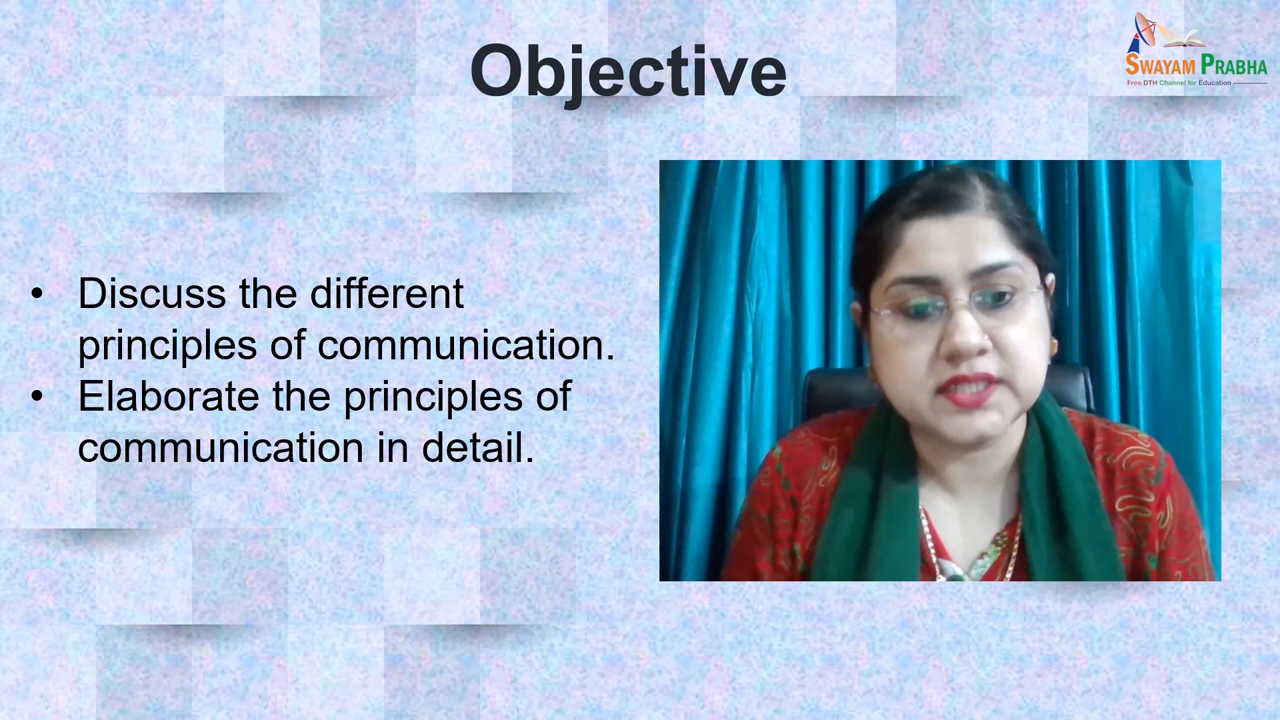 Objective
SWAYAM PRABHA
Free DTH Channel for Education
• Discuss the different
principles of communication.
• Elaborate the principles of
communication in detail.